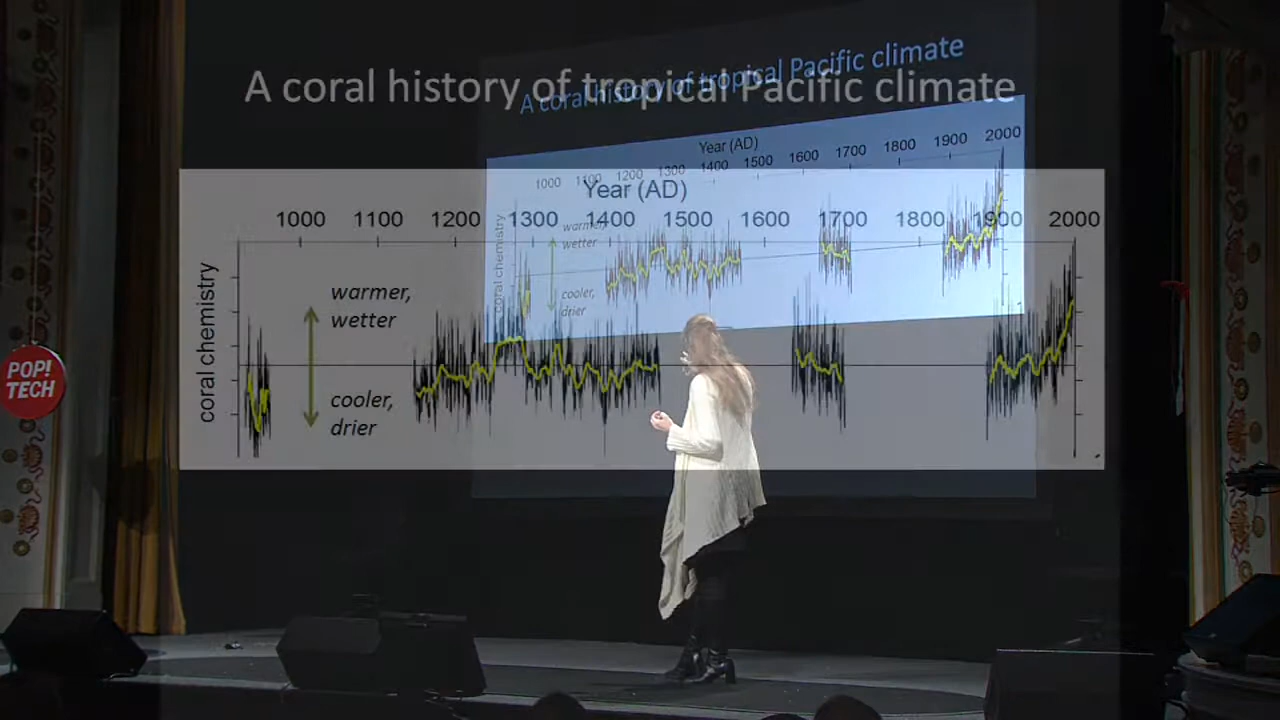 A coral history of tropical Pacific climate
A coral history of tropical Pacific climate
Year (AD)
1000 1100 1200 1300 1400 1500 1600 1700 1800 1900 2000
coral chemistry
warmer,
wetter
cooler,
drier
Year (AD)
1000 1100 1200 1300 1400 1500 1600 1700 1800 1900 2000
coral chemistry
warmer,
wetter
cooler,
drier
POP!
TECH